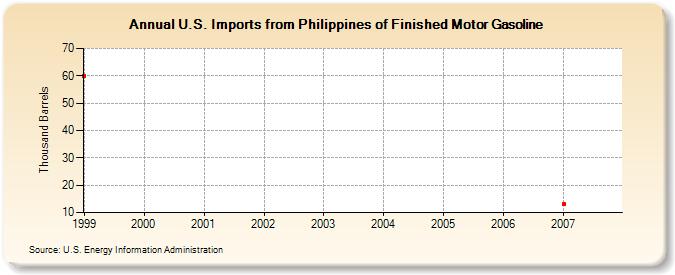 Annual U.S. Imports from Philippines of Finished Motor Gasoline
Thousand Barrels
70
60
50
40
30
20
10
1999 2000 2001 2002 2003 2004 2005 2006 2007
Source: U.S. Energy Information Administration